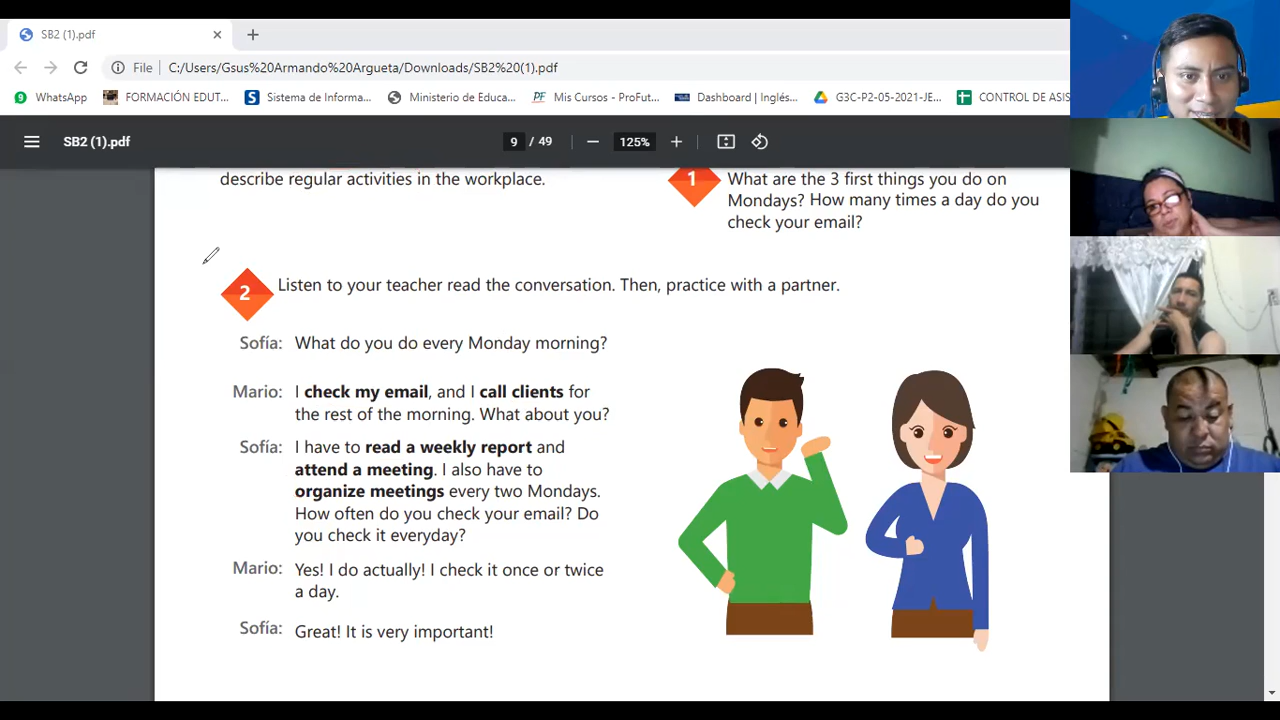 SB2 (1).pdf
File
C:/Users/Gsus%20Armando%20Argueta/Downloads/SB2%20(1).pdf
WhatsApp
FORMACIÓN EDUT...
Sistema de Informa...
Ministerio de Educa...
Mis Cursos - ProFut...
Dashboard | Inglés...
G3C-P2-05-2021-JE...
CONTROL DE ASIS
SB2 (1).pdf
9 / 49
125%
describe regular activities in the workplace.
1
What are the 3 first things you do on
Mondays? How many times a day do you
check your email?
2
Listen to your teacher read the conversation. Then, practice with a partner.
Sofía: What do you do every Monday morning?
Mario: I check my email, and I call clients for
the rest of the morning. What about you?
Sofía: I have to read a weekly report and
attend a meeting. I also have to
organize meetings every two Mondays.
How often do you check your email? Do
you check it everyday?
Mario: Yes! I do actually! I check it once or twice
a day.
Sofía: Great! It is very important!